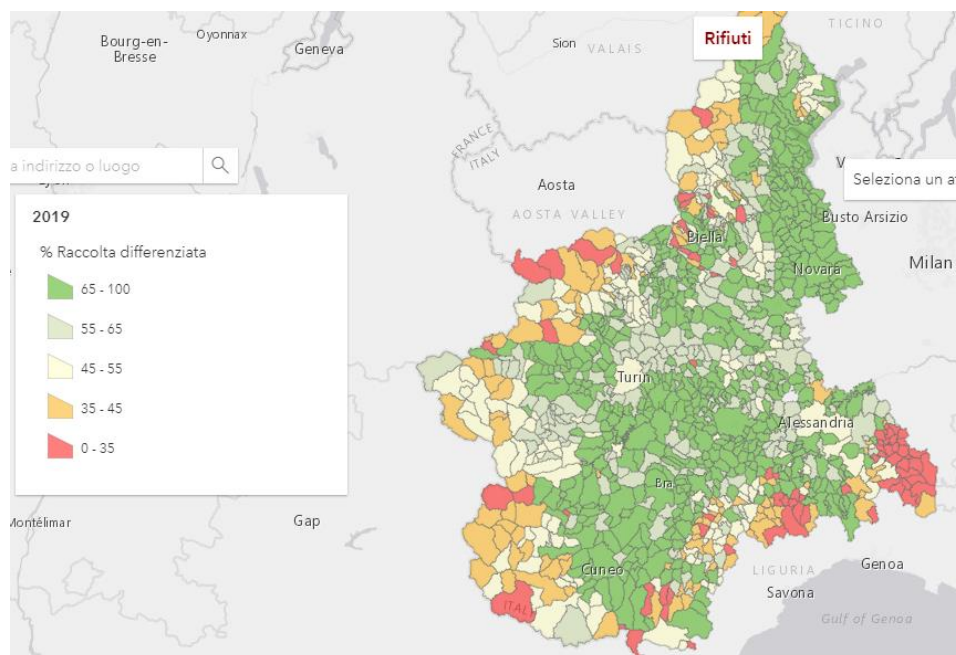 TICINO
Bourg-en-
Bresse
Oyonnax
Geneva
Sion
VALAIS
Rifiuti
FRANCE
ITALY
a indirizzo o luogo
Aosta
AOSTA VALLEY
Seleziona un a
Busto Arsizio
Biella
Novara
Milan
2019
% Raccolta differenziata
65 - 100
55 - 65
45 - 55
35 - 45
0 - 35
Turin
Alessandria
Bra
Montélimar
Gap
Cuneo
LIGURIA
Genoa
Savona
ITAL
Gulf of Genoa